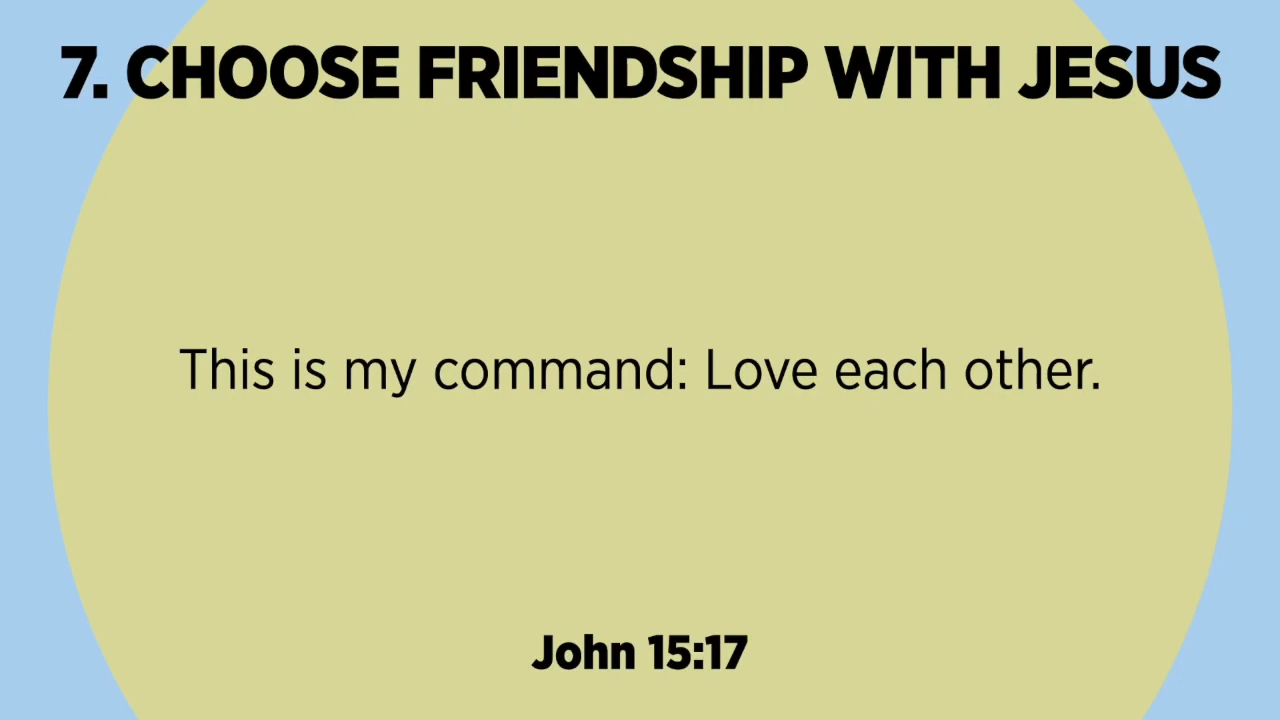 7. CHOOSE FRIENDSHIP WITH JESUS
This is my command: Love each other.
John 15:17